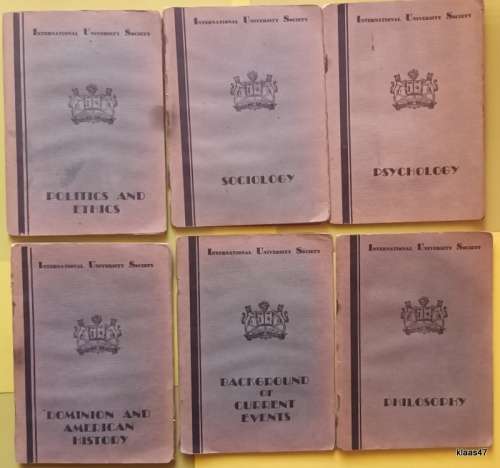 International University Society
POLITICS AND
ETHICS
International University Society
SOCIOLOGY
International University Society
PSYCHOLOGY
International University Society
DOMINION AND
AMERICAN
HISTORY
International University Society
BACKGROUND
OF
CURRENT
EVENTS
International University Society
PHILOSOPHY
klaas47